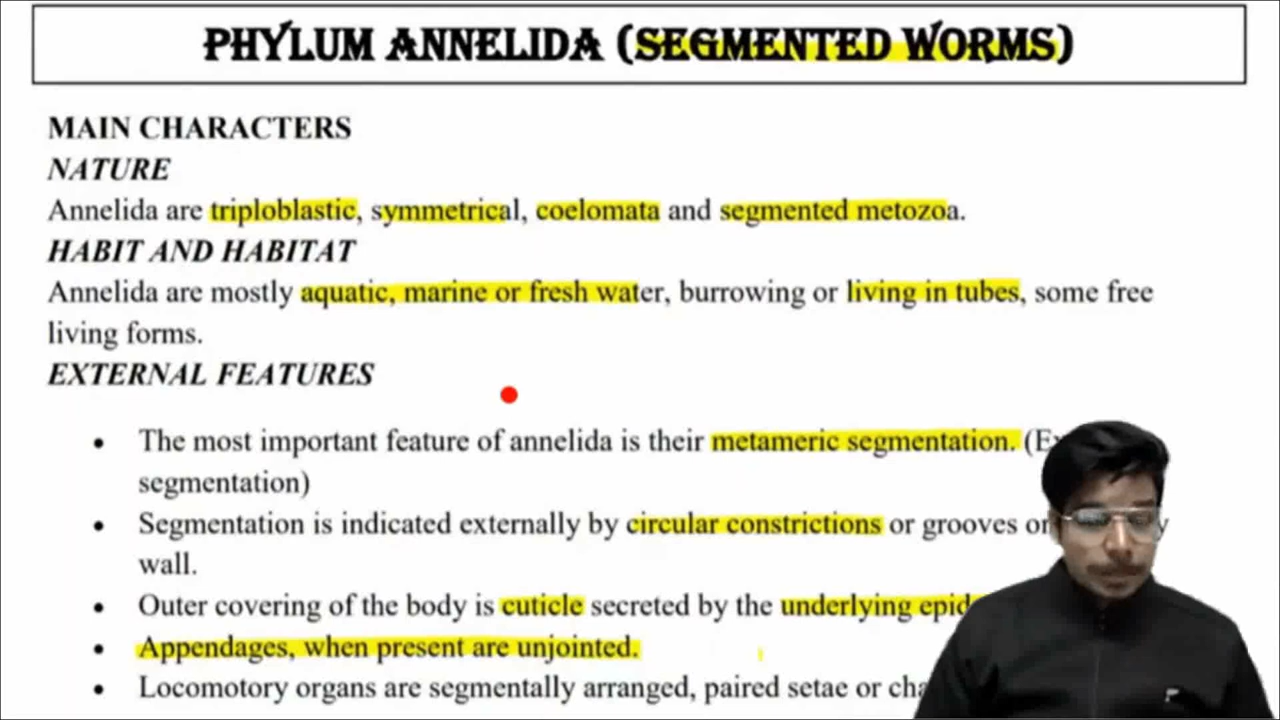 PHYLUM ANNELIDA (SEGMENTED WORMS)
MAIN CHARACTERS
NATURE
Annelida are triploblastic, symmetrical, coelomata and segmented metozoa.
HABIT AND HABITAT
Annelida are mostly aquatic, marine or fresh water, burrowing or living in tubes, some free
living forms.
EXTERNAL FEATURES
• The most important feature of annelida is their metameric segmentation.
segmentation)
• Segmentation is indicated externally by circular constrictions or grooves
wall.
• Outer covering of the body is cuticle secreted by the underlying
• Appendages, when present are unjointed.
• Locomotory organs are segmentally arranged, paired setae or